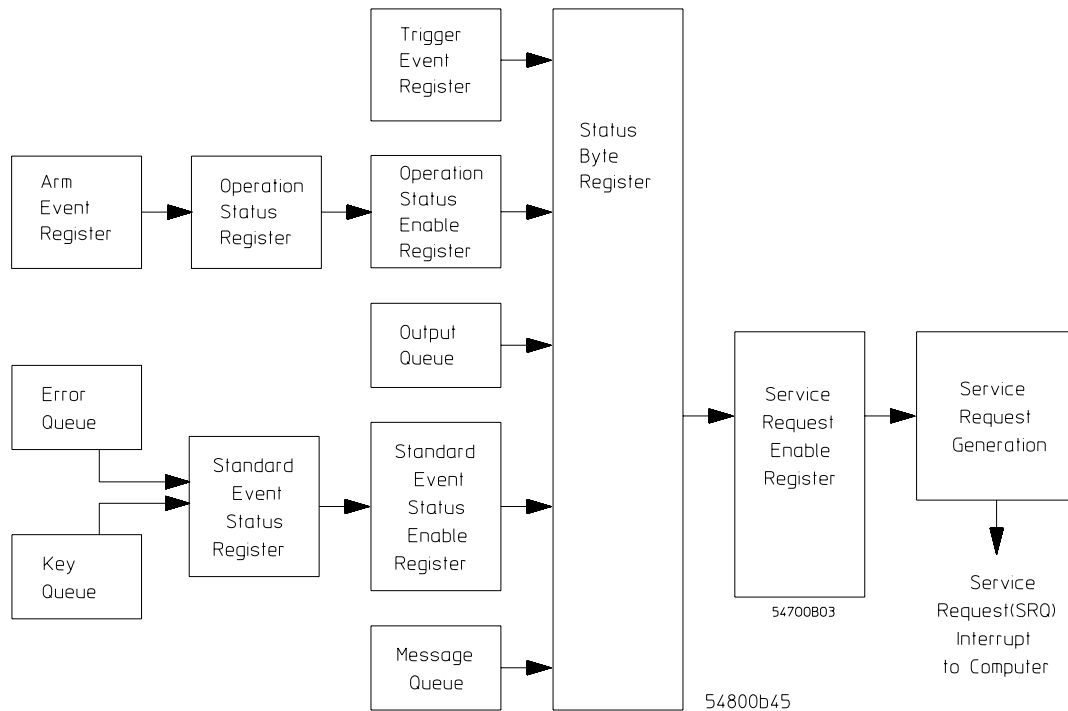 Trigger
Event
Register
Status
Byte
Register
Arm
Event
Register
Operation
Status
Register
Operation
Status
Enable
Register
Output
Queue
Error
Queue
Key
Queue
Standard
Event
Status
Register
Standard
Event
Status
Enable
Register
Message
Queue
Service
Request
Enable
Register
54700B03
Service
Request
Generation
Service
Request(SRQ)
Interrupt
to Computer
54800b45